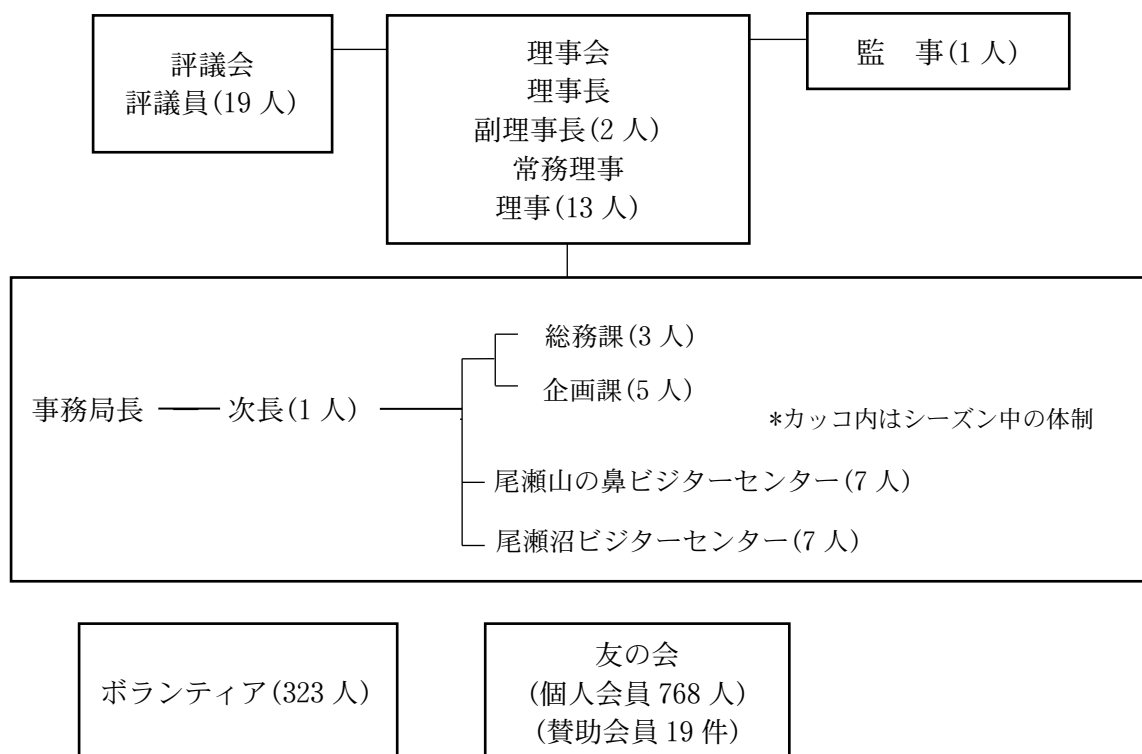 評議会
評議員(19 人)
理事会
理事長
副理事長(2 人)
常務理事
理事(13 人)
監　事(1 人)
総務課(3 人)
企画課(5 人)
事務局長
次長(1 人)
*カッコ内はシーズン中の体制
尾瀬山の鼻ビジターセンター(7 人)
尾瀬沼ビジターセンター(7 人)
ボランティア(323 人)
友の会
(個人会員 768 人)
(賛助会員 19 件)